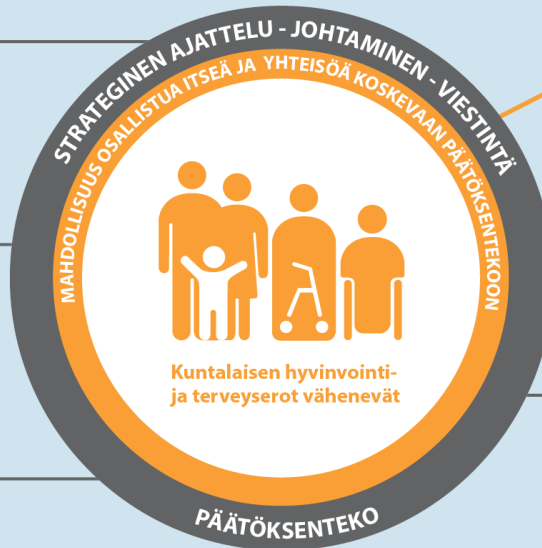 STRATEGINEN AJATTELU - JOHTAMINEN - VIESTINTÄ
MAHDOLLISUUS OSALLISTUA ITSEÄ JA YHTEISÖÄ KOSKEVAAN PÄÄTÖKSENTEKOON
Kuntalaisen hyvinvointi-
ja terveyserot vähenevät
PÄÄTÖKSENTEKO